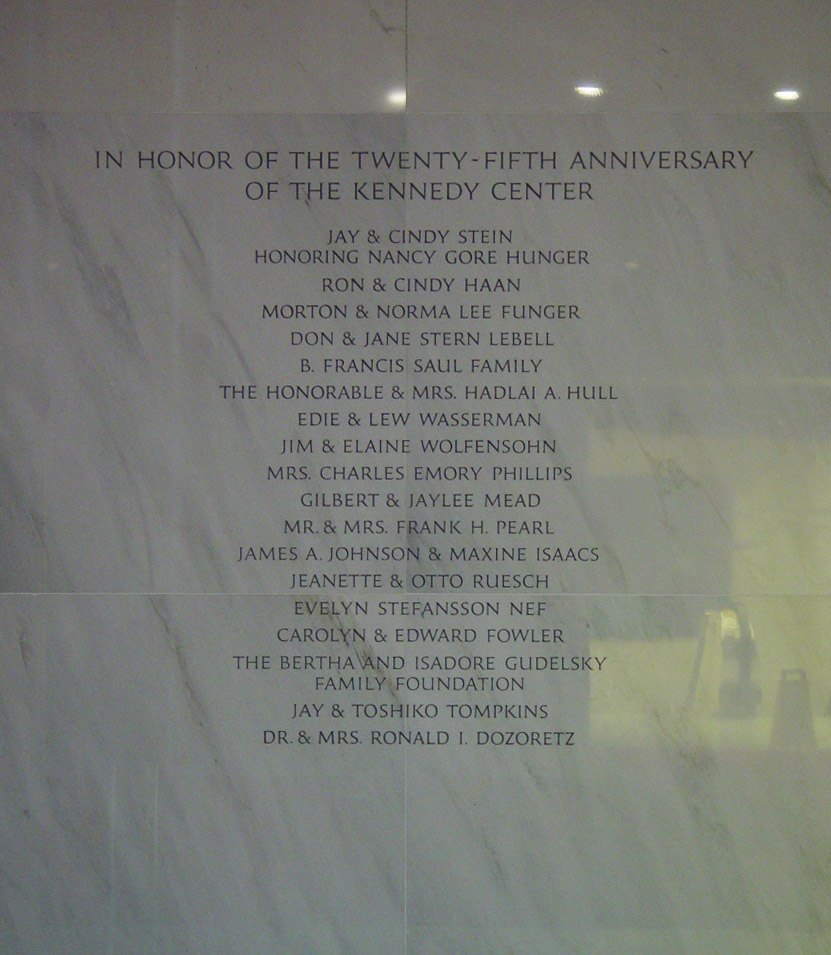 IN HONOR OF THE TWENTY-FIFTH ANNIVERSARY
OF THE KENNEDY CENTER
JAY & CINDY STEIN
HONORING NANCY GORE HUNGER
RON & CINDY HAAN
MORTON & NORMA LEE FUNGER
DON & JANE STERN LEBELL
B. FRANCIS SAUL FAMILY
THE HONORABLE & MRS. HADLAI A. HULL
EDIE & LEW WASSERMAN
JIM & ELAINE WOLFENSOHN
MRS. CHARLES EMORY PHILLIPS
GILBERT & JAYLEE MEAD
MR. & MRS. FRANK H. PEARL
JAMES A. JOHNSON & MAXINE ISAACS
JEANETTE & OTTO RUESCH
EVELYN STEFANSSON NEF
CAROLYN & EDWARD FOWLER
THE BERTHA AND ISADORE GUDELSKY
FAMILY FOUNDATION
JAY & TOSHIKO TOMPKINS
DR. & MRS. RONALD I. DOZORETZ